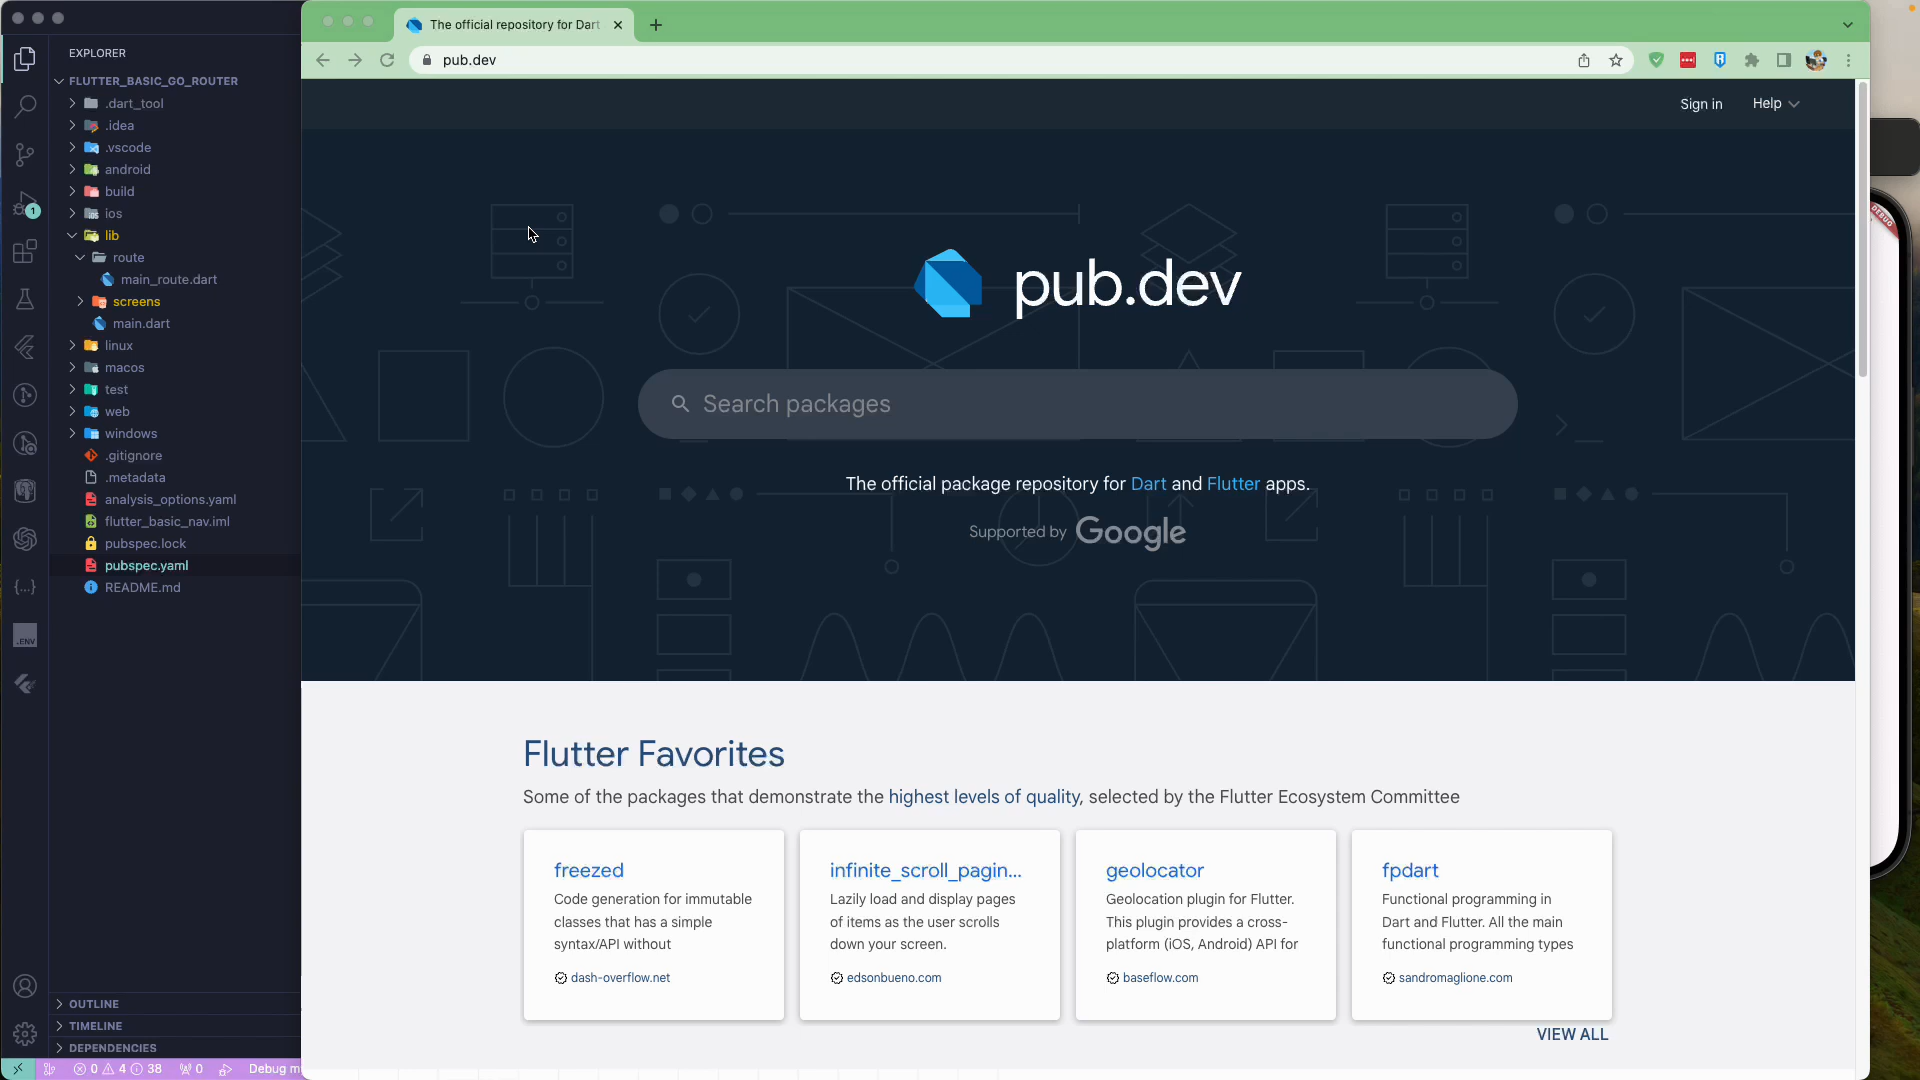 EXPLORER
FLUTTER_BASIC_GO_ROUTER
.dart_tool
.idea
.vscode
android
build
ios
lib
route
main_route.dart
screens
main.dart
linux
macos
test
web
windows
.gitignore
.metadata
analysis_options.yaml
flutter_basic_nav.iml
pubspec.lock
pubspec.yaml
README.md
1
{...}
.ENV
OUTLINE
TIMELINE
DEPENDENCIES
0 4 38 0 Debug m
The official repository for Dart
pub.dev
Sign in Help
DEBUG
pub.dev
Search packages
The official package repository for Dart and Flutter apps.
Supported by Google
Flutter Favorites
Some of the packages that demonstrate the highest levels of quality, selected by the Flutter Ecosystem Committee
freezed
Code generation for immutable
classes that has a simple
syntax/API without
dash-overflow.net
infinite_scroll_pagin...
Lazily load and display pages
of items as the user scrolls
down your screen.
edsonbueno.com
geolocator
Geolocation plugin for Flutter.
This plugin provides a cross-
platform (iOS, Android) API for
baseflow.com
fpdart
Functional programming in
Dart and Flutter. All the main
functional programming types
sandromaglione.com
VIEW ALL